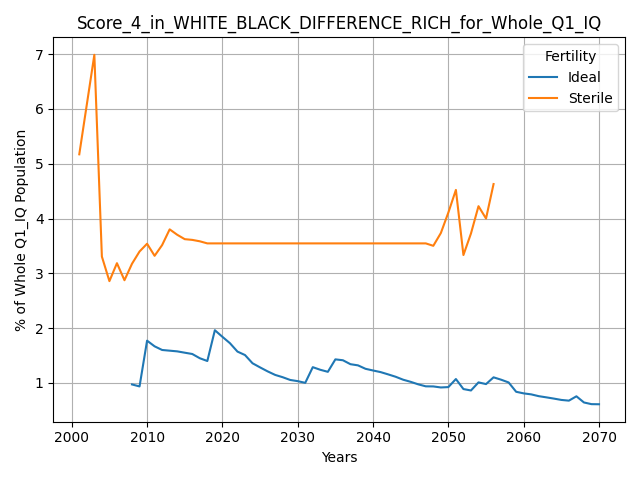 Score_4_in_WHITE_BLACK_DIFFERENCE_RICH_for_Whole_Q1_IQ
Fertility
Ideal
Sterile
% of Whole Q1_IQ Population
7
6
5
4
3
2
1
2000 2010 2020 2030 2040 2050 2060 2070
Years